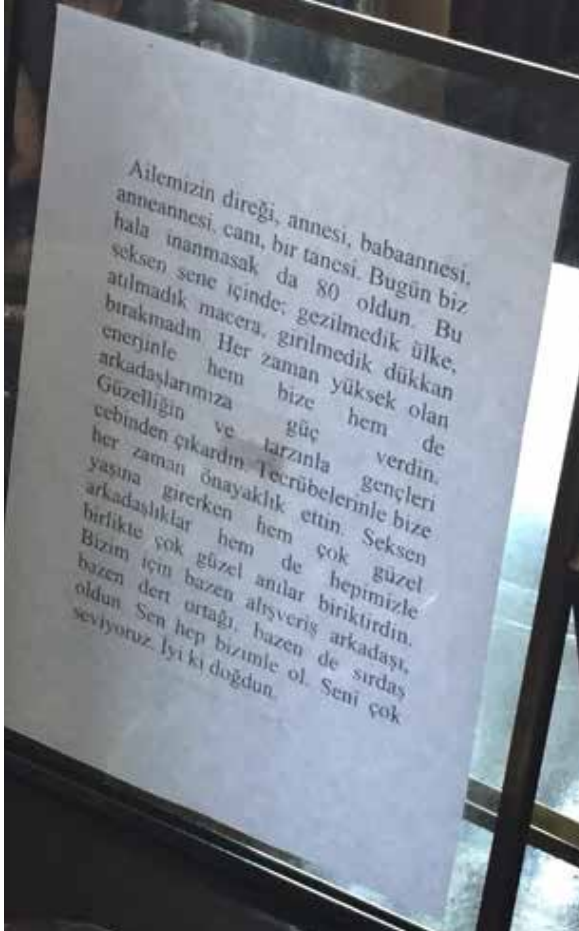 Ailemizin direği, annesi, babaannesi,
anneannesi, canı, bir tanesi. Bugün biz
hala inanmasak da 80 oldun. Bu
seksen sene içinde; gezilmedik ülke,
atılmadık macera, girilmedik dükkan
bırakmadın. Her zaman yüksek olan
enerjinle hem bize hem de
arkadaşlarımıza güç verdin.
Güzelliğin ve tarzınla gençleri
cebinden çıkardın. Tecrübelerinle bize
her zaman önayaklık ettin. Seksen
yaşına girerken hem çok güzel
arkadaşlıklar hem de hepimizle
birlikte çok güzel anılar biriktirdin.
Bizim için bazen alışveriş arkadaşı,
bazen dert ortağı, bazen de sırdaş
oldun. Sen hep bizimle ol. Seni çok
seviyoruz. İyi ki doğdun.